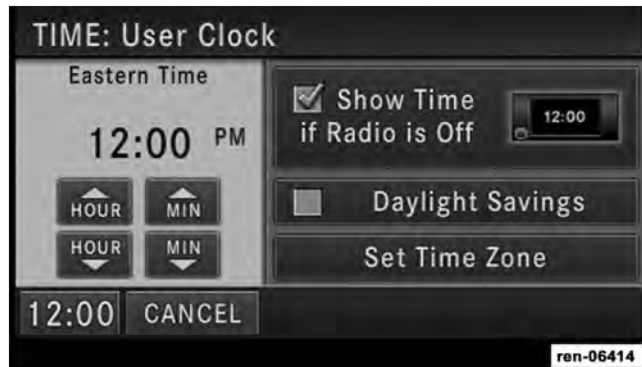 TIME: User Clock
Eastern Time
12:00 PM
HOUR MIN
HOUR MIN
Show Time
if Radio is Off
12:00
Daylight Savings
Set Time Zone
12:00 CANCEL
ren-06414